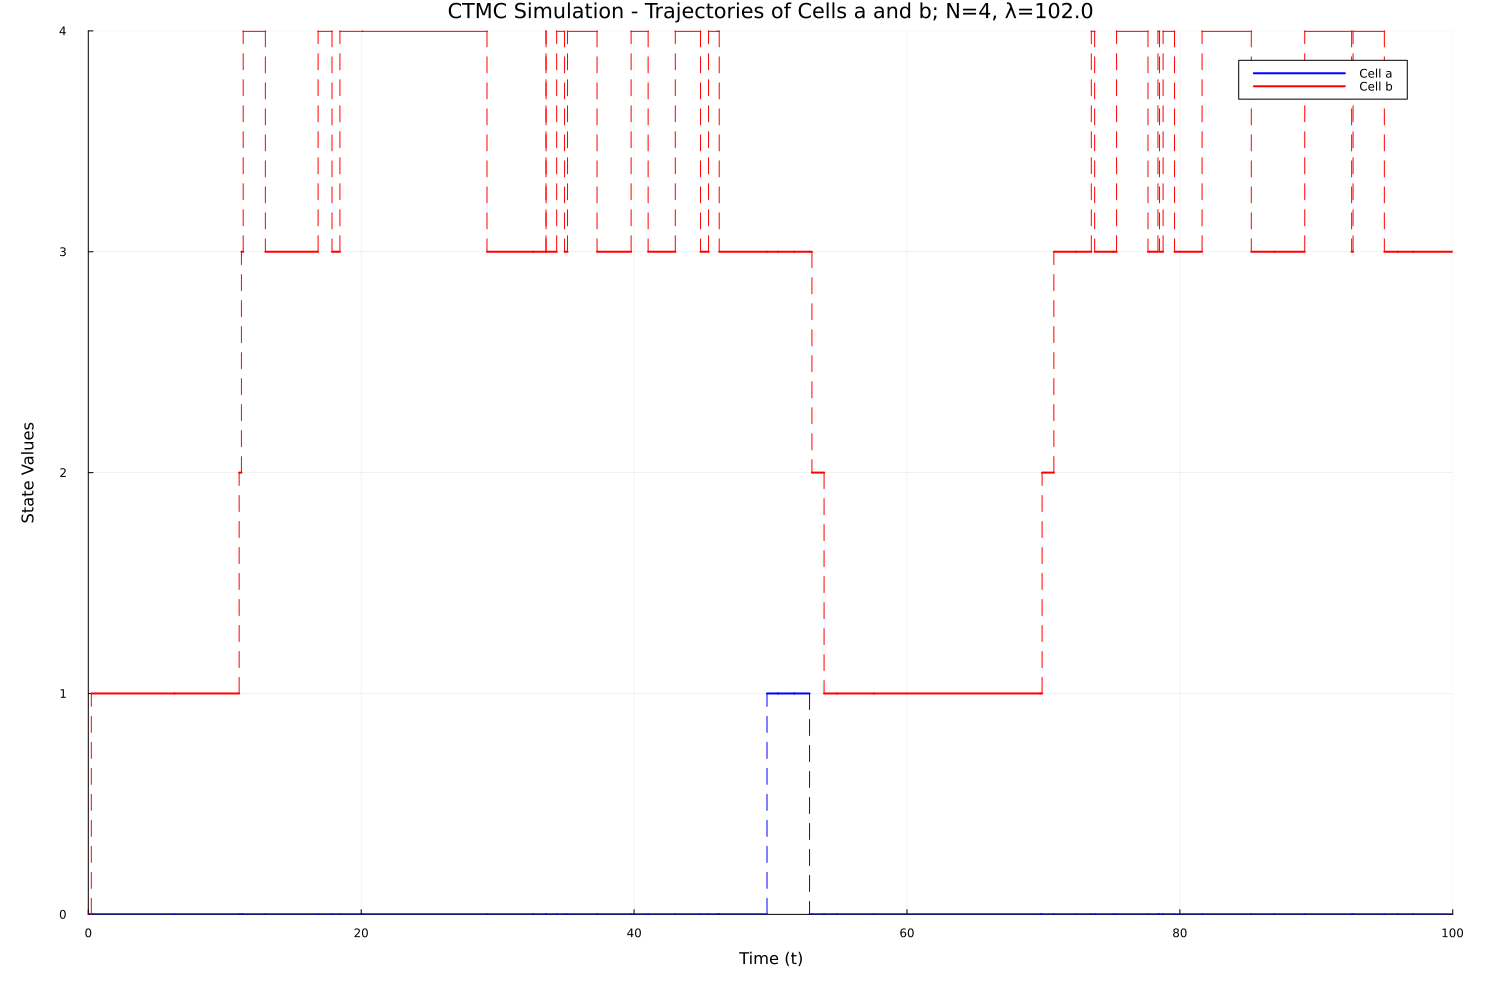 CTMC Simulation - Trajectories of Cells a and b; N=4, λ=102.0
Cell a
Cell b
State Values
4
3
2
1
0
0 20 40 60 80 100
Time (t)